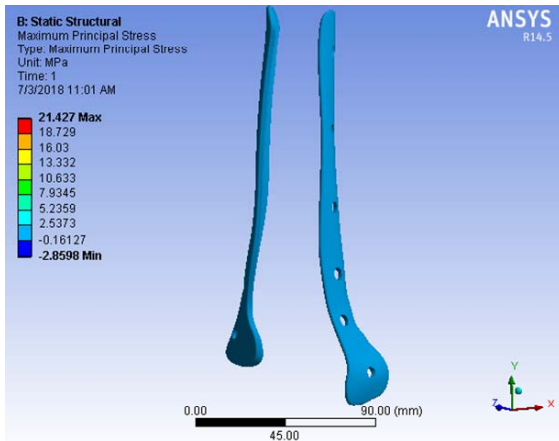 B: Static Structural
Maximum Principal Stress
Type: Maximum Principal Stress
Unit: MPa
Time: 1
7/3/2018 11:01 AM
21.427 Max
18.729
16.03
13.332
10.633
7.9345
5.2359
2.5373
-0.16127
-2.8598 Min
ANSYS
R14.5
0.00
90.00 (mm)
45.00
Y
Z
X